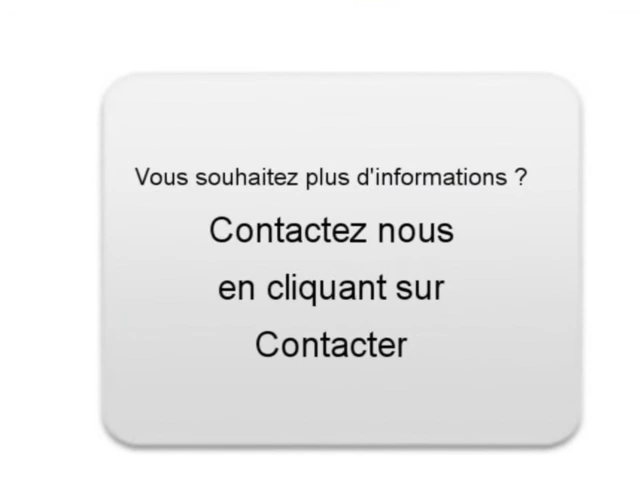 Vous souhaitez plus d'informations ?
Contactez nous
en cliquant sur
Contacter